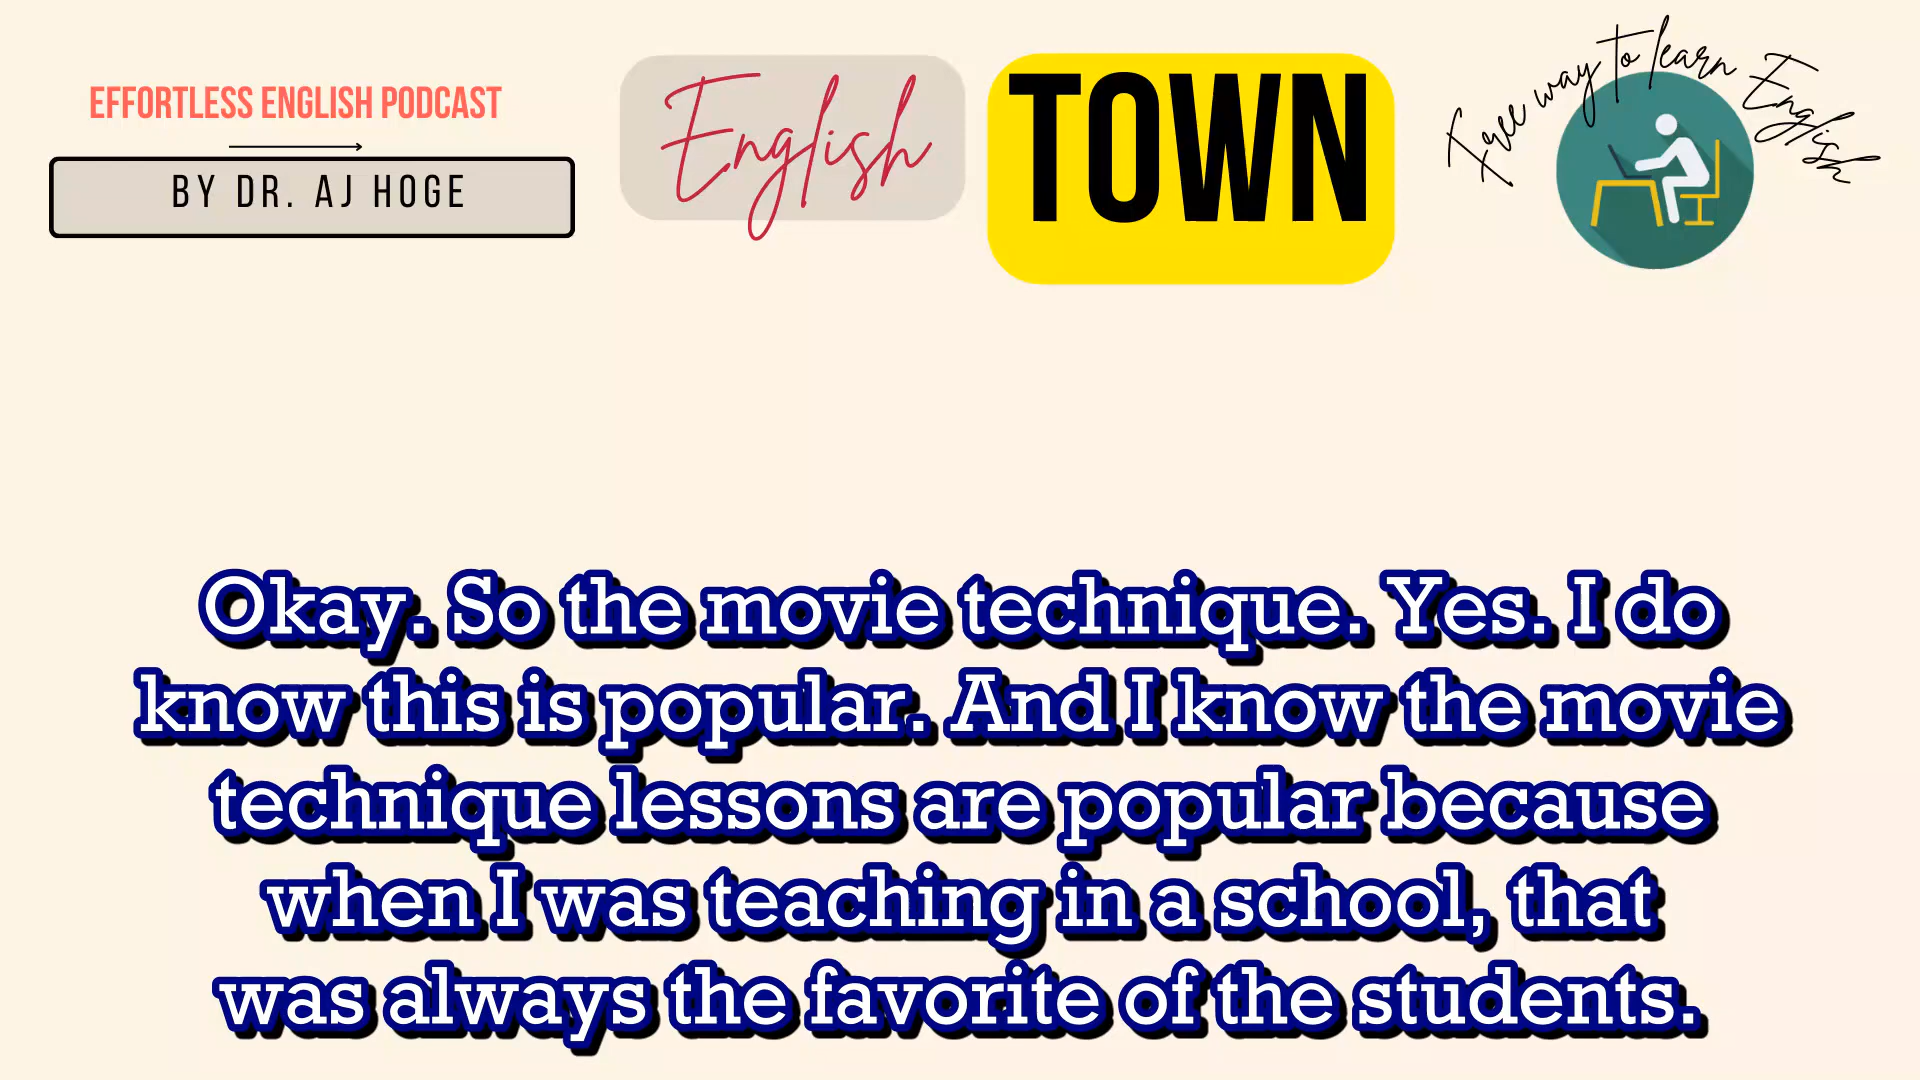 EFFORTLESS ENGLISH PODCAST
BY DR. AJ HOGE
English
TOWN
Free way to learn English
Okay. So the movie technique. Yes. I do
know this is popular. And I know the movie
technique lessons are popular because
when I was teaching in a school, that
was always the favorite of the students.